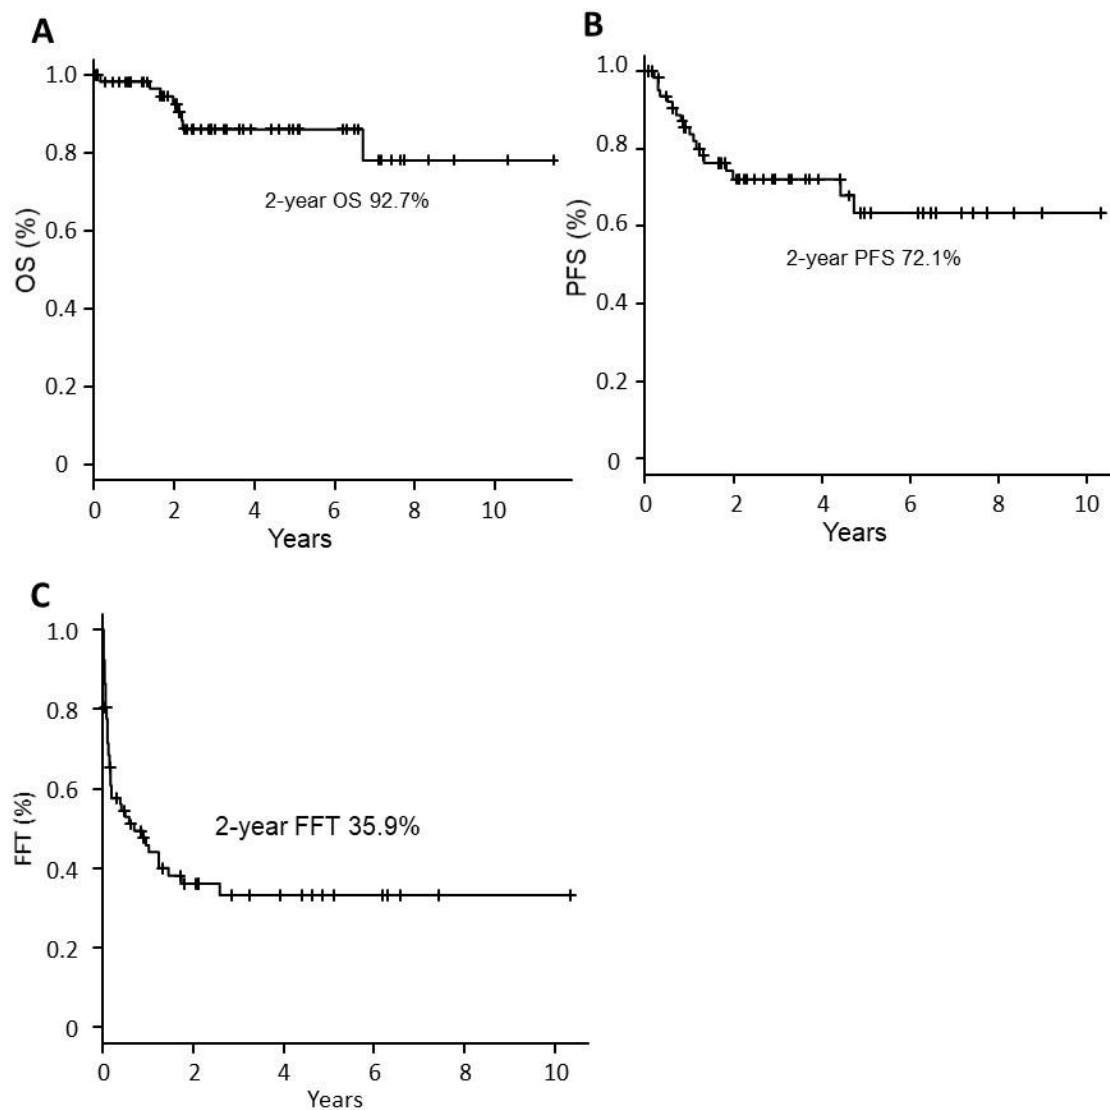 A
1.0
0.8
0.6
0.4
0.2
0
OS (%)
2-year OS 92.7%
0 2 4 6 8 10
Years
B
1.0
0.8
0.6
0.4
0.2
0
PFS (%)
2-year PFS 72.1%
0 2 4 6 8 10
Years
C
1.0
0.8
0.6
0.4
0.2
0
FFT (%)
2-year FFT 35.9%
0 2 4 6 8 10
Years